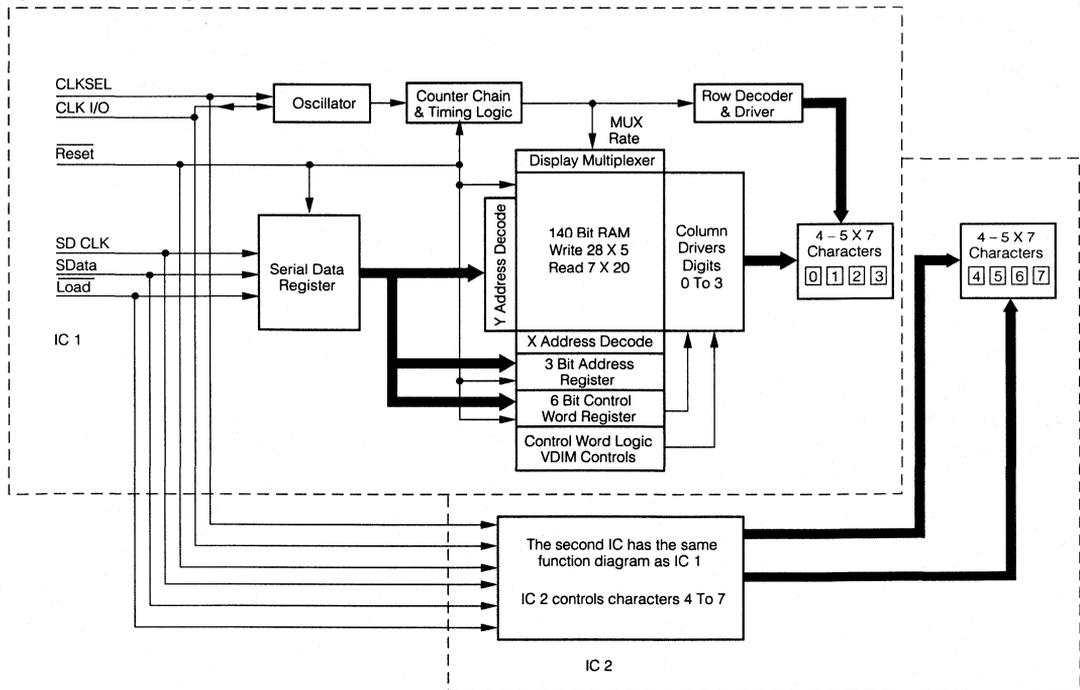 CLKSEL
CLK I/O
Reset
SD CLK
SData
Load
IC 1
Oscillator
Counter Chain
& Timing Logic
Row Decoder
& Driver
MUX
Rate
Display Multiplexer
Serial Data
Register
Y Address Decode
140 Bit RAM
Write 28 X 5
Read 7 X 20
Column
Drivers
Digits
0 To 3
4 – 5 X 7
Characters
0 1 2 3
4 – 5 X 7
Characters
4 5 6 7
X Address Decode
3 Bit Address
Register
6 Bit Control
Word Register
Control Word Logic
VDIM Controls
The second IC has the same
function diagram as IC 1
IC 2 controls characters 4 To 7
IC 2